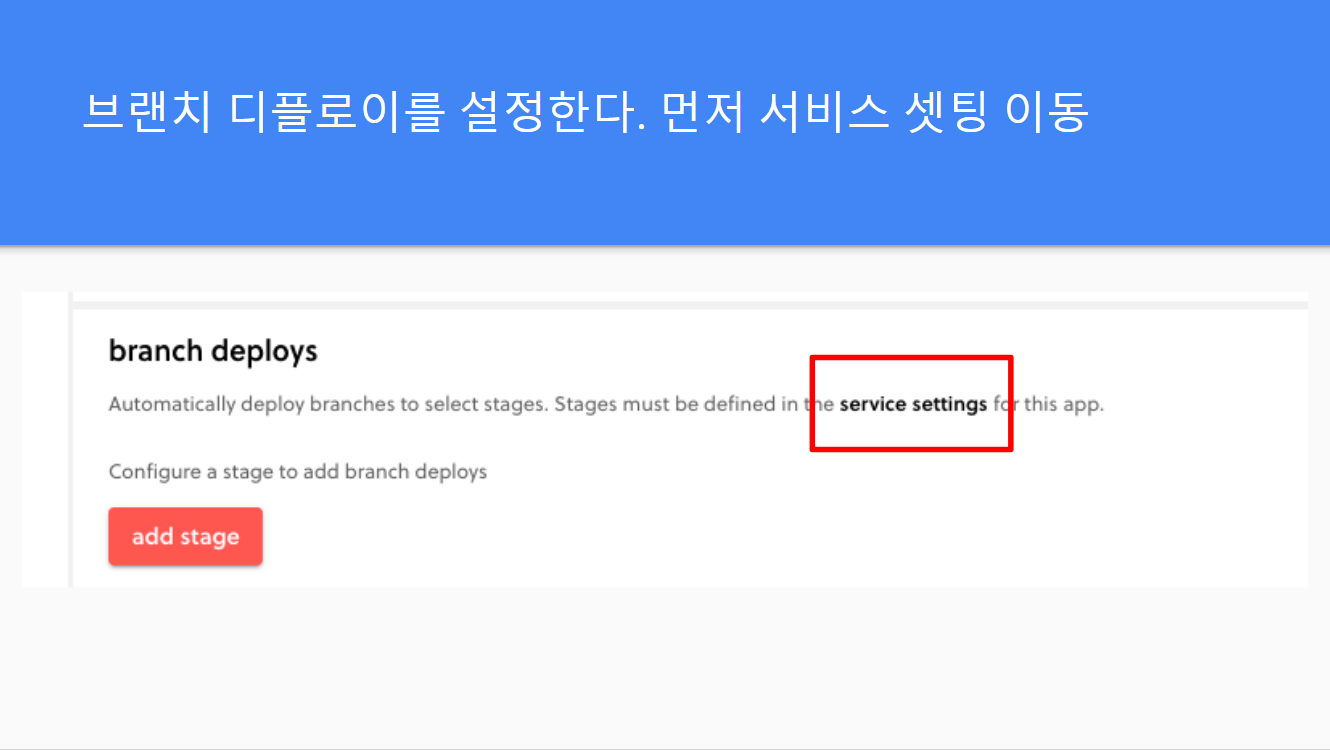 브랜치 디플로이를 설정한다. 먼저 서비스 셋팅 이동
branch deploys
Automatically deploy branches to select stages. Stages must be defined in the service settings for this app.
Configure a stage to add branch deploys
add stage